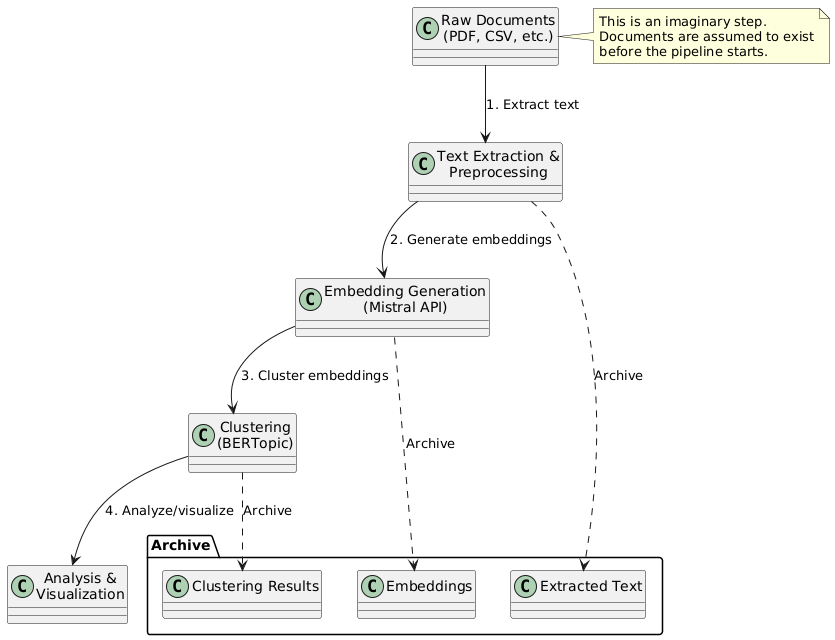 C
Raw Documents
(PDF, CSV, etc.)
This is an imaginary step.
Documents are assumed to exist
before the pipeline starts.
1. Extract text
C
Text Extraction &
Preprocessing
2. Generate embeddings
C
Embedding Generation
(Mistral API)
3. Cluster embeddings
Archive
C
Clustering
(BERTopic)
Archive
4. Analyze/visualize
Archive
Archive
C
Analysis &
Visualization
C
Clustering Results
C
Embeddings
C
Extracted Text